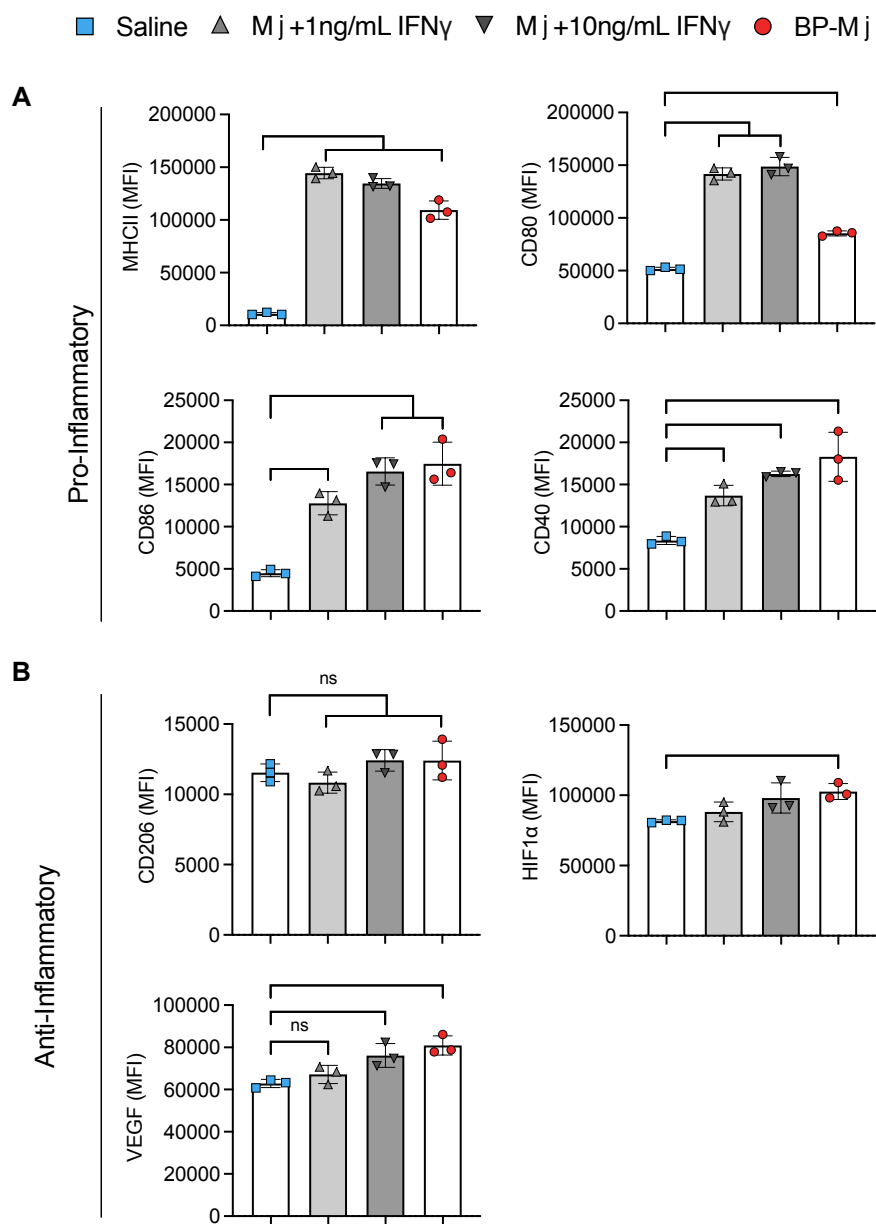 Saline Mj+1ng/mL IFNγ Mj+10ng/mL IFNγ BP-Mj
A
Pro-Inflammatory
MHCII (MFI)
200000
150000
100000
50000
0
CD80 (MFI)
200000
150000
100000
50000
0
CD86 (MFI)
25000
20000
15000
10000
5000
0
CD40 (MFI)
25000
20000
15000
10000
5000
0
B
Anti-Inflammatory
ns
CD206 (MFI)
15000
10000
5000
0
HIF1α (MFI)
150000
100000
50000
0
ns
VEGF (MFI)
100000
80000
60000
40000
20000
0